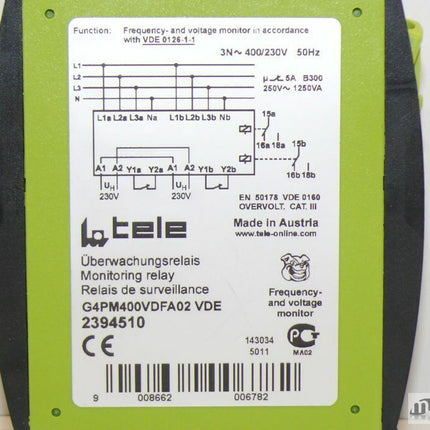 Function: Frequency- and voltage monitor in accordance
with VDE 0126-1-1
3N~ 400/230V 50Hz
L1
L2
L3
N
µ 5A B300
250V~ 1250VA
L1a L2a L3a Na L1b L2b L3b Nb
15a
16a 18a
15b
16b 18b
A1 A2 Y1a Y2a A1 A2 Y1b Y2b
UH UH
230V 230V
EN 50178 VDE 0160
OVERVOLT. CAT. III
tele
Made in Austria
www.tele-online.com
Überwachungsrelais
Monitoring relay
Relais de surveillance
G4PM400VDFA02 VDE
2394510
Frequency-
and voltage
monitor
CE
143034
5011
MA02
9 008662 006782